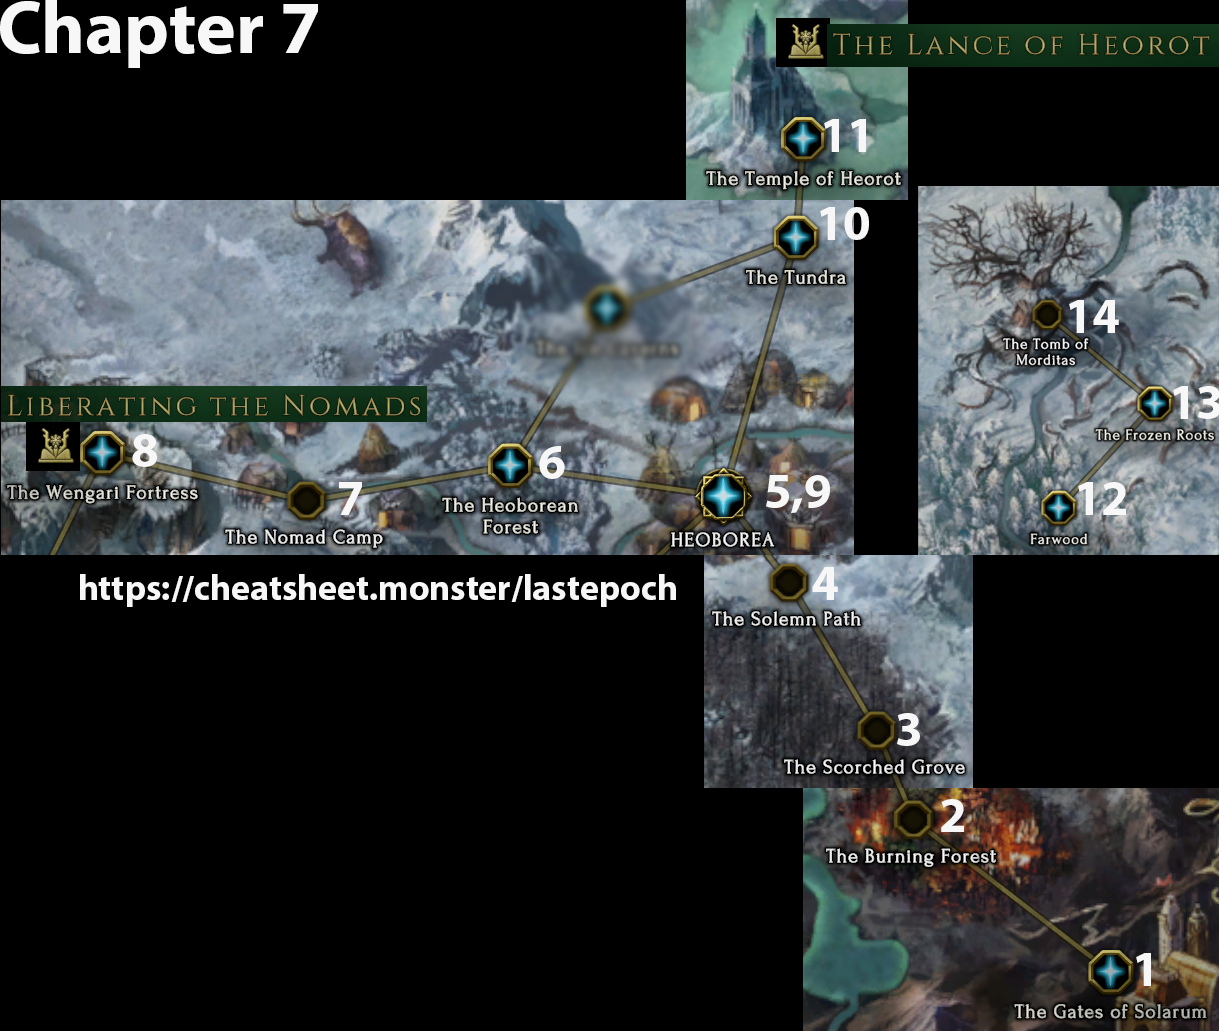 Chapter 7
THE LANCE OF HEOROT
11
The Temple of Heorot
10
The Tundra
14
The Tomb of
Morditas
13
The Frozen Roots
12
Farwood
LIBERATING THE NOMADS
8
The Wengari Fortress
7
The Nomad Camp
6
The Heoborean
Forest
5,9
HEOBOREA
https://cheatsheet.monster/lastepoch
4
The Solemn Path
3
The Scorched Grove
2
The Burning Forest
1
The Gates of Solarum